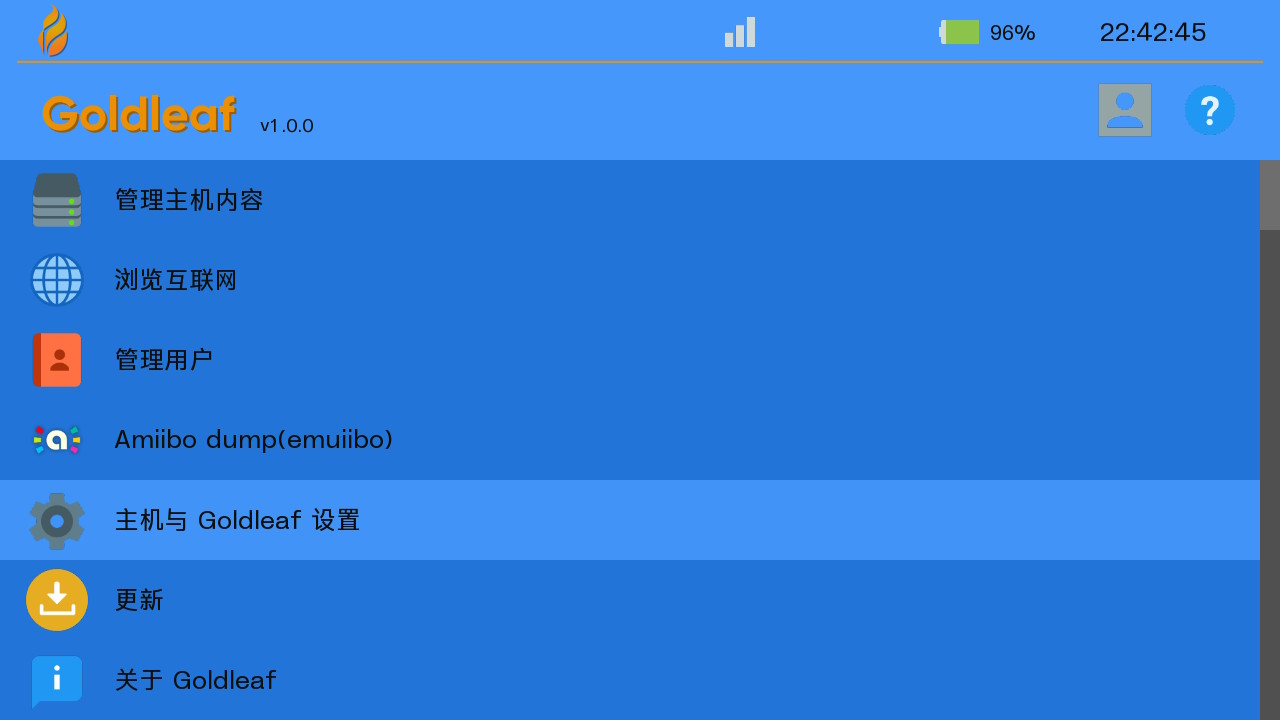 96%
22:42:45
Goldleaf v1.0.0
?
管理主机内容
浏览互联网
管理用户
a
Amiibo dump(emuiibo)
主机与 Goldleaf 设置
更新
i
关于 Goldleaf